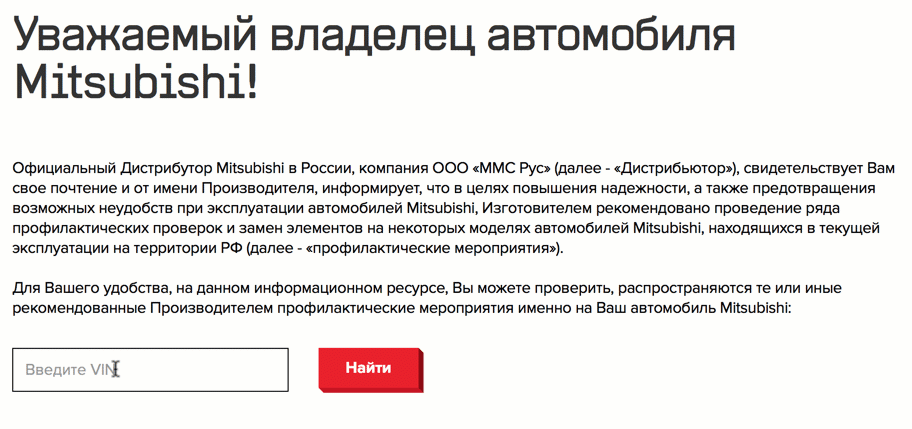 Уважаемый владелец автомобиля
Mitsubishi!
Официальный Дистрибутор Mitsubishi в России, компания ООО «ММС Рус» (далее - «Дистрибьютор»), свидетельствует Вам
свое почтение и от имени Производителя, информирует, что в целях повышения надежности, а также предотвращения
возможных неудобств при эксплуатации автомобилей Mitsubishi, Изготовителем рекомендовано проведение ряда
профилактических проверок и замен элементов на некоторых моделях автомобилей Mitsubishi, находящихся в текущей
эксплуатации на территории РФ (далее - «профилактические мероприятия»).
Для Вашего удобства, на данном информационном ресурсе, Вы можете проверить, распространяются те или иные
рекомендованные Производителем профилактические мероприятия именно на Ваш автомобиль Mitsubishi:
Введите VIN
Найти